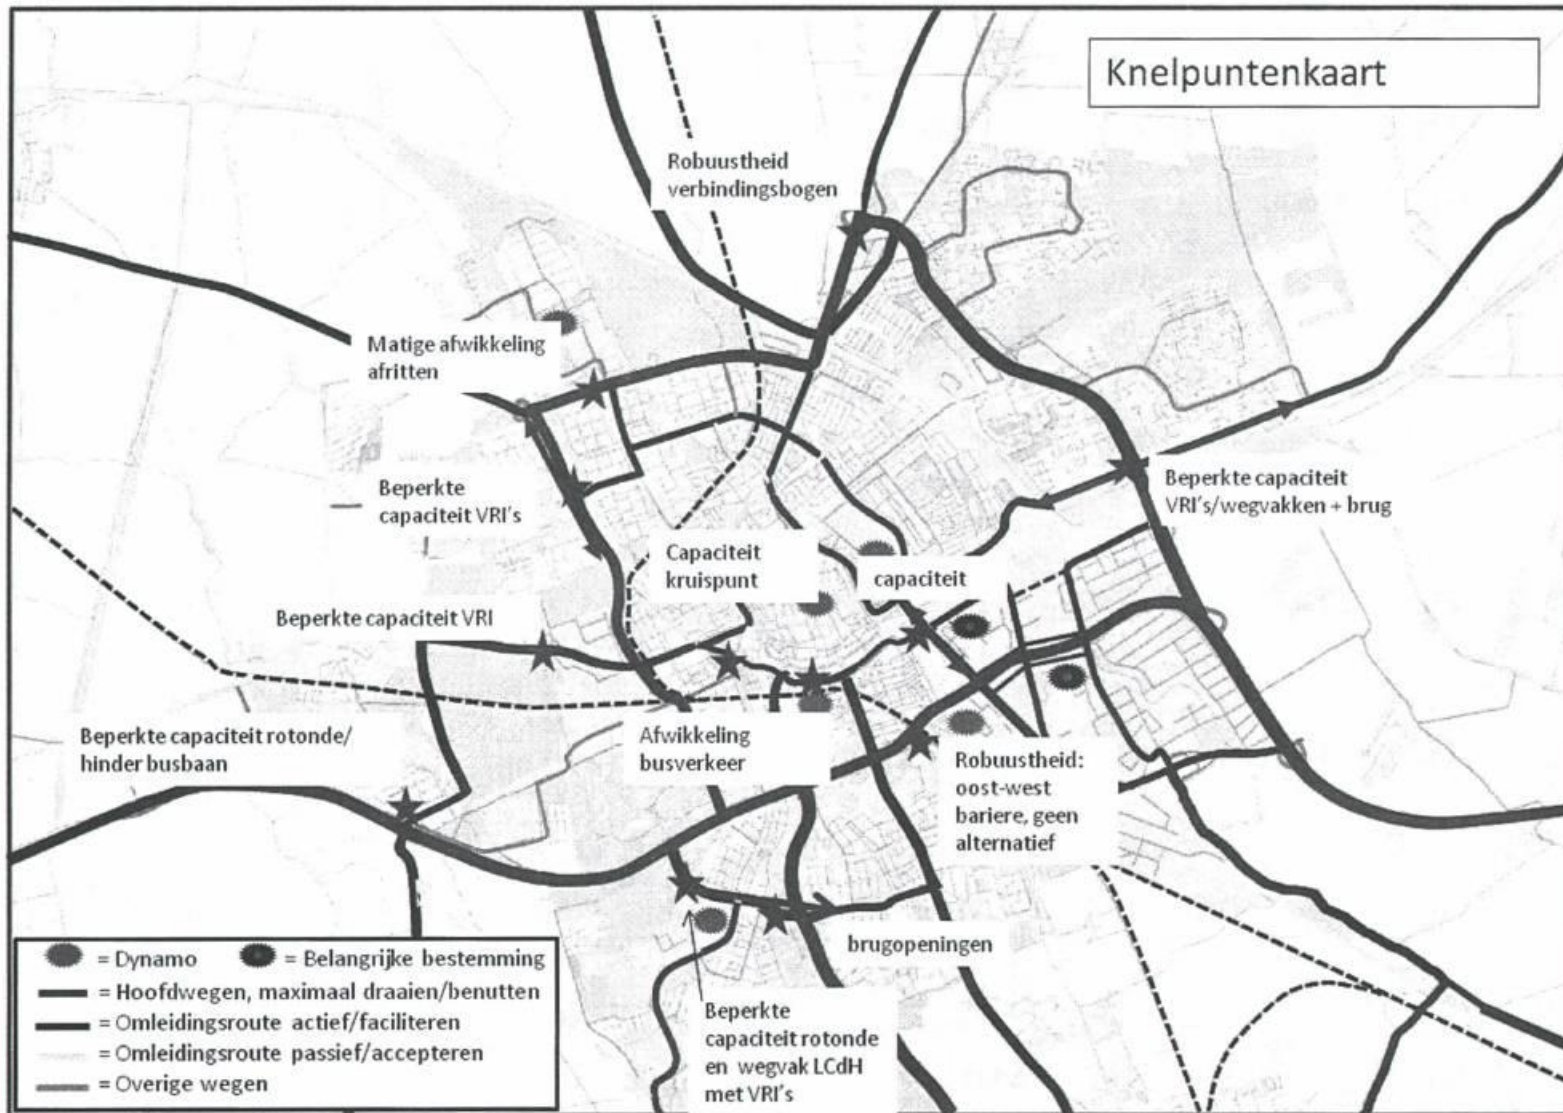 Knelpuntenkaart
Robuustheid
verbindingsbogen
Matige afwikkeling
afritten
Beperkte
capaciteit VRI's
Beperkte capaciteit
VRI's/wegvakken + brug
Capaciteit
kruispunt
capaciteit
Beperkte capaciteit VRI
Beperkte capaciteit rotonde/
hinder busbaan
Afwikkeling
busverkeer
Robuustheid:
oost-west
bariere, geen
alternatief
brugopeningen
Beperkte
capaciteit rotonde
en wegvak LCdH
met VRI's
= Dynamo
= Belangrijke bestemming
= Hoofdwegen, maximaal draaien/benutten
= Omleidingsroute actief/faciliteren
= Omleidingsroute passief/accepteren
= Overige wegen